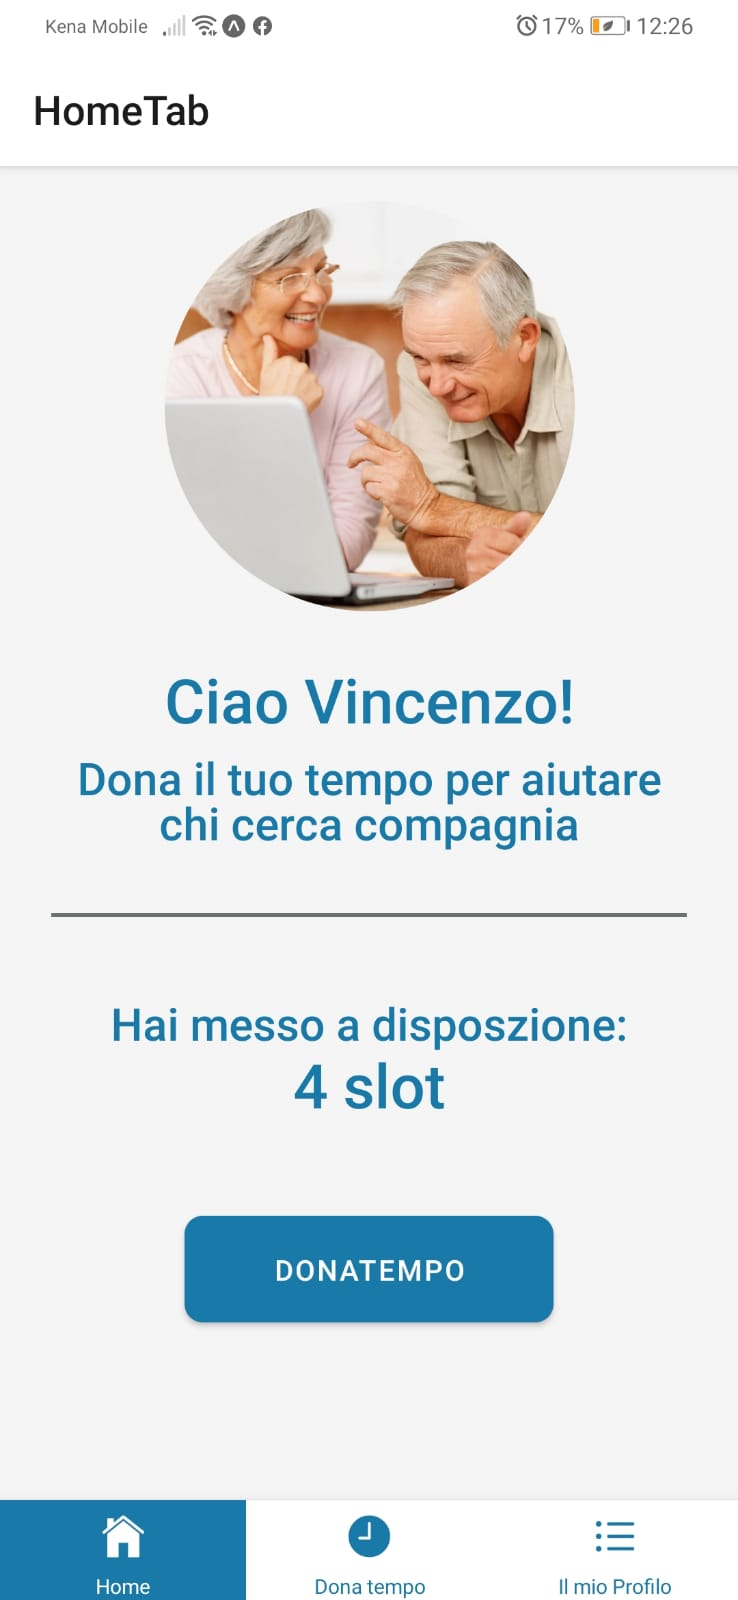 Kena Mobile 17% 12:26
HomeTab
Ciao Vincenzo!
Dona il tuo tempo per aiutare
chi cerca compagnia
Hai messo a disposzione:
4 slot
DONATEMPO
Home Dona tempo Il mio Profilo